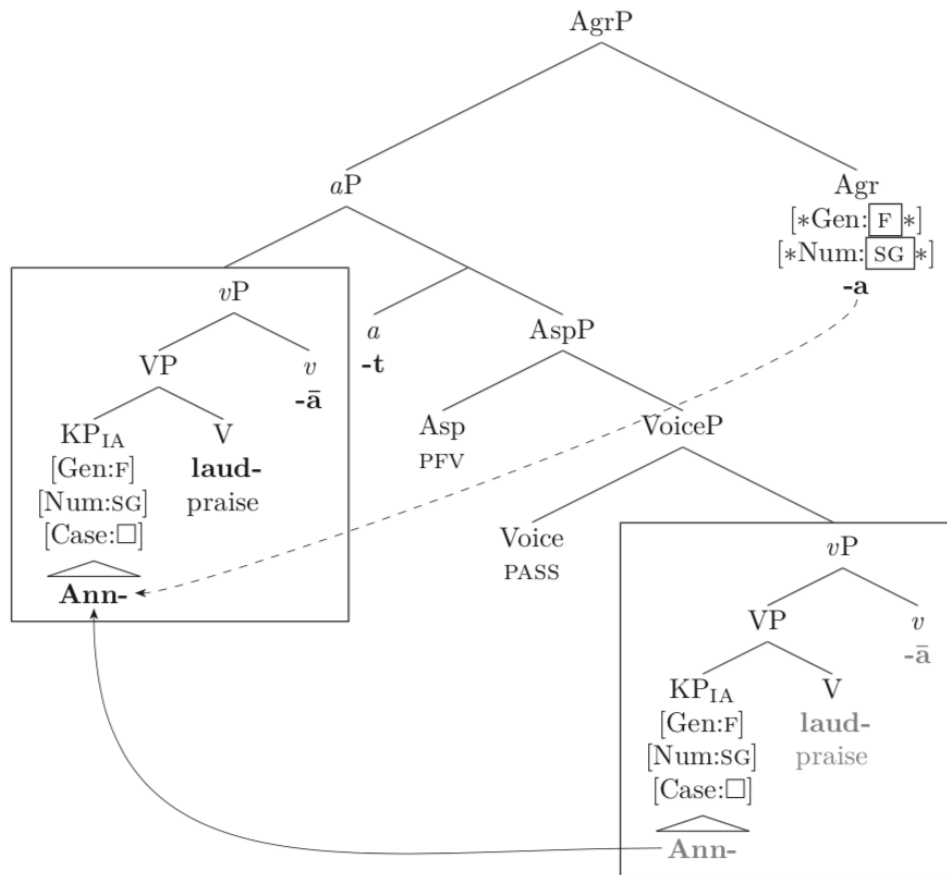 AgrP
aP Agr
[∗Gen: F ∗]
[∗Num: SG ∗]
-a
vP a AspP
-t
VP v
-ā
Asp VoiceP
PFV
KPIA V
[Gen:F] laud-
[Num:SG] praise
[Case:□]
Ann-
Voice vP
PASS
VP v
-ā
KPIA V
[Gen:F] laud-
[Num:SG] praise
[Case:□]
Ann-